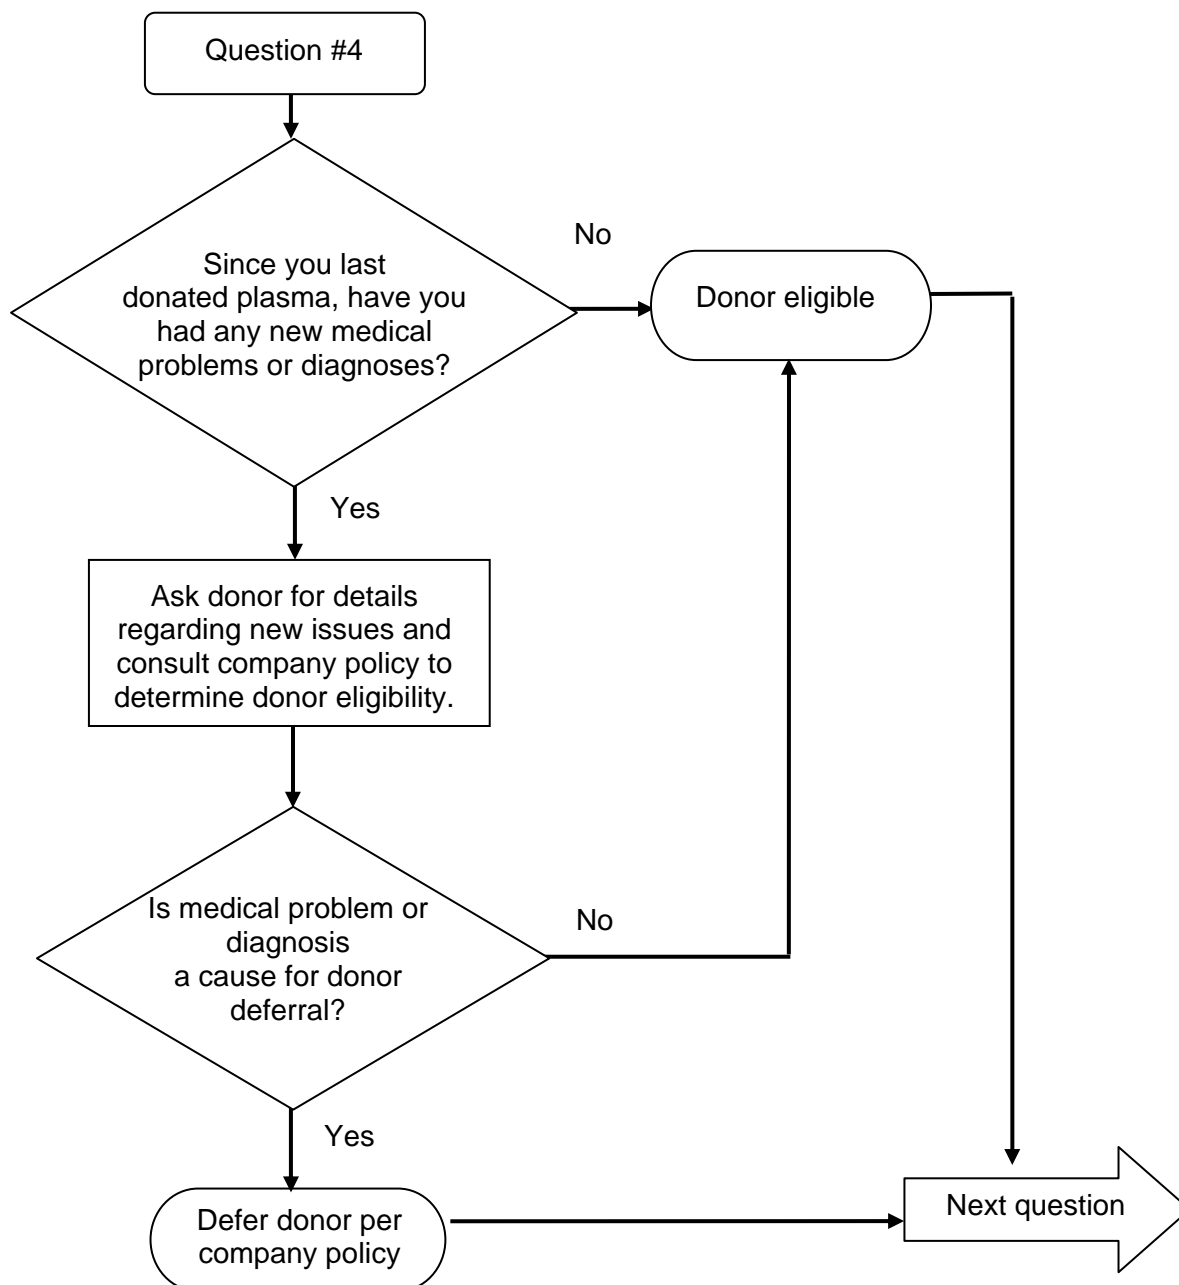 Question #4
Since you last
donated plasma, have you
had any new medical
problems or diagnoses?
No
Donor eligible
Yes
Ask donor for details
regarding new issues and
consult company policy to
determine donor eligibility.
Is medical problem or
diagnosis
a cause for donor
deferral?
No
Yes
Defer donor per
company policy
Next question